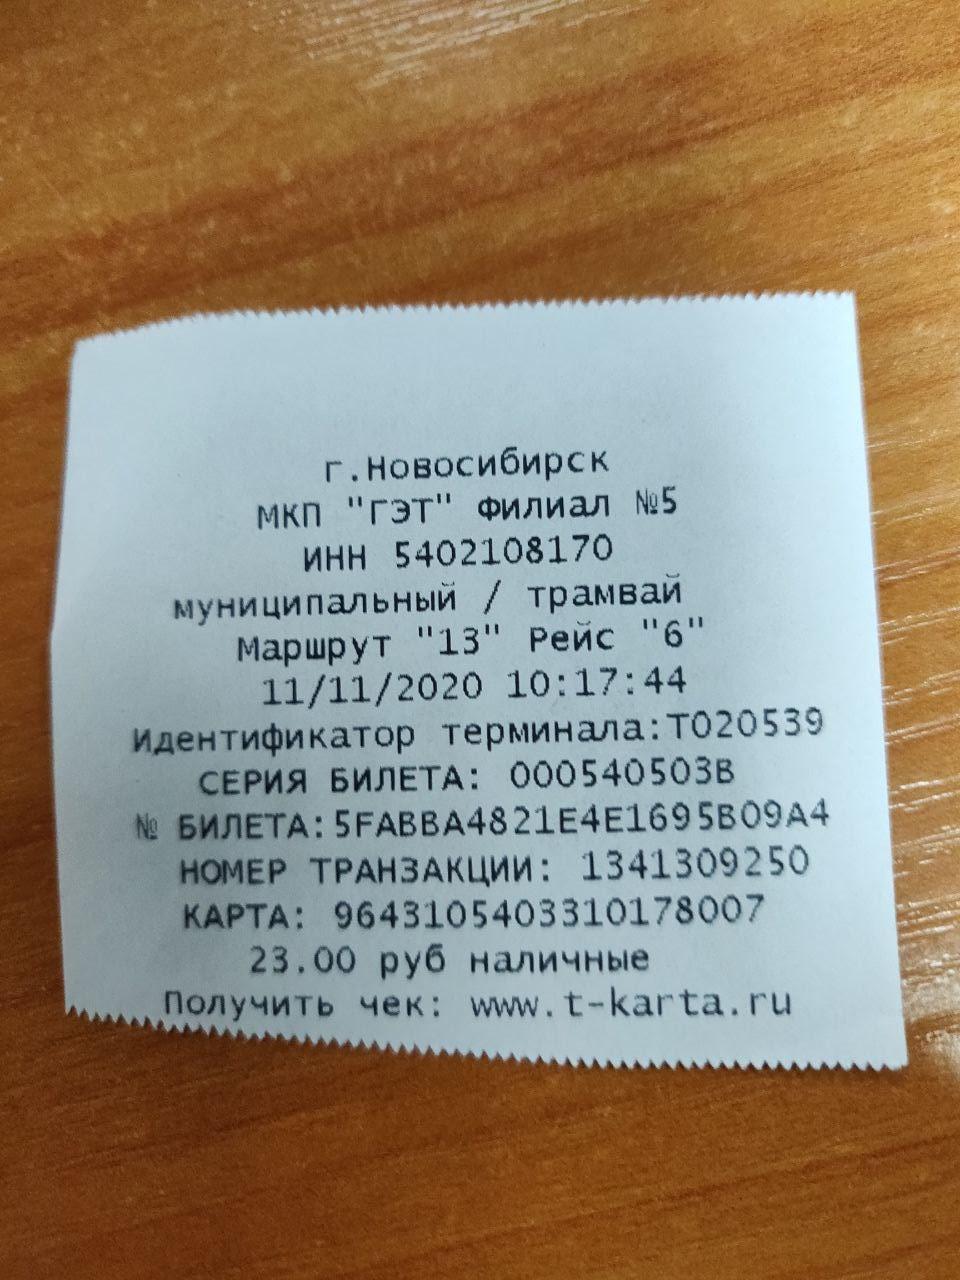 г.Новосибирск
МКП "ГЭТ" Филиал №5
ИНН 5402108170
муниципальный / трамвай
Маршрут "13" Рейс "6"
11/11/2020 10:17:44
Идентификатор терминала:Т020539
СЕРИЯ БИЛЕТА: 000540503B
№ БИЛЕТА:5FABBA4821E4E1695B09A4
НОМЕР ТРАНЗАКЦИИ: 1341309250
КАРТА: 9643105403310178007
23.00 руб наличные
Получить чек: www.t-karta.ru